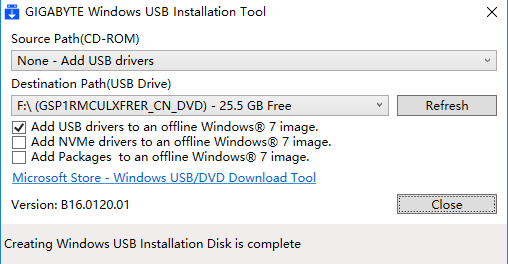 GIGABYTE Windows USB Installation Tool
Source Path(CD-ROM)
None - Add USB drivers
Destination Path(USB Drive)
F:\ (GSP1RMCULXFRER_CN_DVD) - 25.5 GB Free
Refresh
Add USB drivers to an offline Windows® 7 image.
Add NVMe drivers to an offline Windows® 7 image.
Add Packages  to an offline Windows® 7 image.
Microsoft Store - Windows USB/DVD Download Tool
Version: B16.0120.01
Close
Creating Windows USB Installation Disk is complete